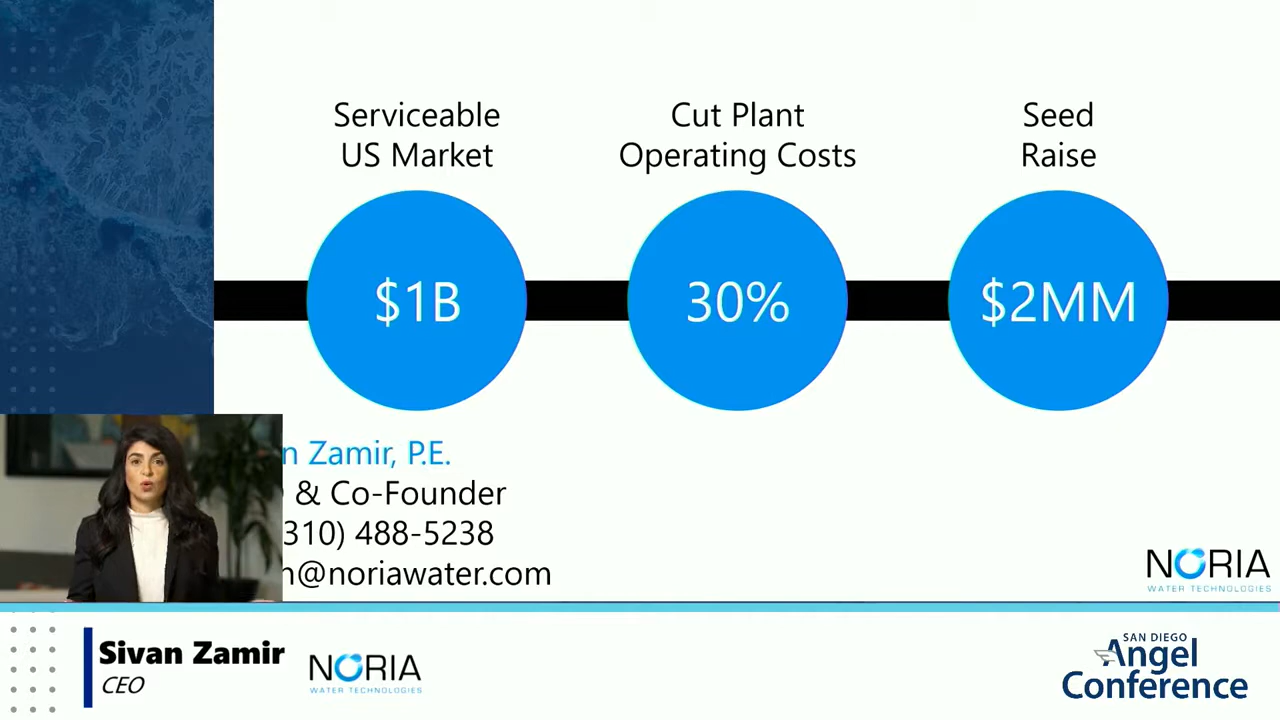 Serviceable
US Market
Cut Plant
Operating Costs
Seed
Raise
$1B
30%
$2MM
n Zamir, P.E.
& Co-Founder
310) 488-5238
n@noriawater.com
NORIA
WATER TECHNOLOGIES
Sivan Zamir
CEO
NORIA
WATER TECHNOLOGIES
SAN DIEGO
Angel
Conference